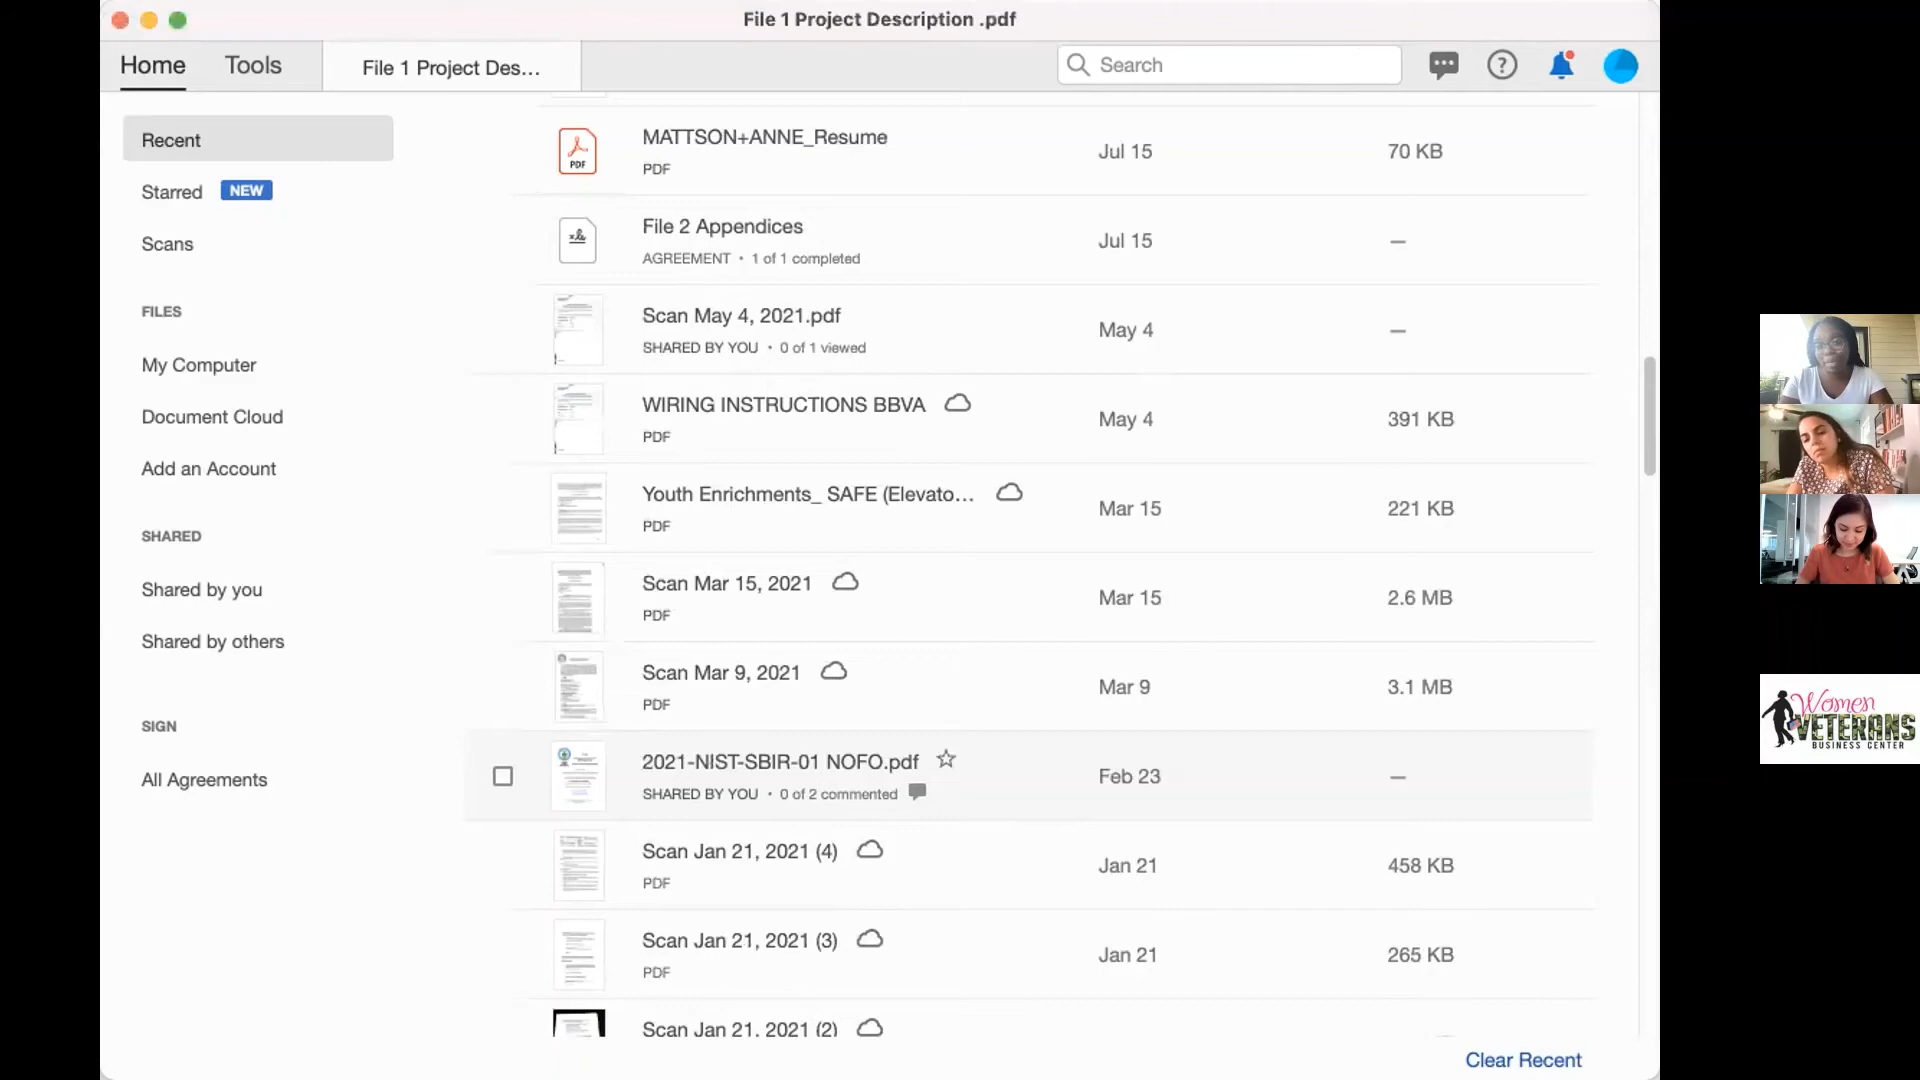 File 1 Project Description .pdf
Home
Tools
File 1 Project Des...
Search
Recent
Starred NEW
Scans
FILES
My Computer
Document Cloud
Add an Account
SHARED
Shared by you
Shared by others
SIGN
All Agreements
MATTSON+ANNE_Resume
PDF
Jul 15
70 KB
File 2 Appendices
AGREEMENT • 1 of 1 completed
Jul 15
—
Scan May 4, 2021.pdf
SHARED BY YOU • 0 of 1 viewed
May 4
—
WIRING INSTRUCTIONS BBVA
PDF
May 4
391 KB
Youth Enrichments_ SAFE (Elevato...
PDF
Mar 15
221 KB
Scan Mar 15, 2021
PDF
Mar 15
2.6 MB
Scan Mar 9, 2021
PDF
Mar 9
3.1 MB
2021-NIST-SBIR-01 NOFO.pdf
SHARED BY YOU • 0 of 2 commented
Feb 23
—
Scan Jan 21, 2021 (4)
PDF
Jan 21
458 KB
Scan Jan 21, 2021 (3)
PDF
Jan 21
265 KB
Scan Jan 21, 2021 (2)
Clear Recent
Women
VETERANS
BUSINESS CENTER